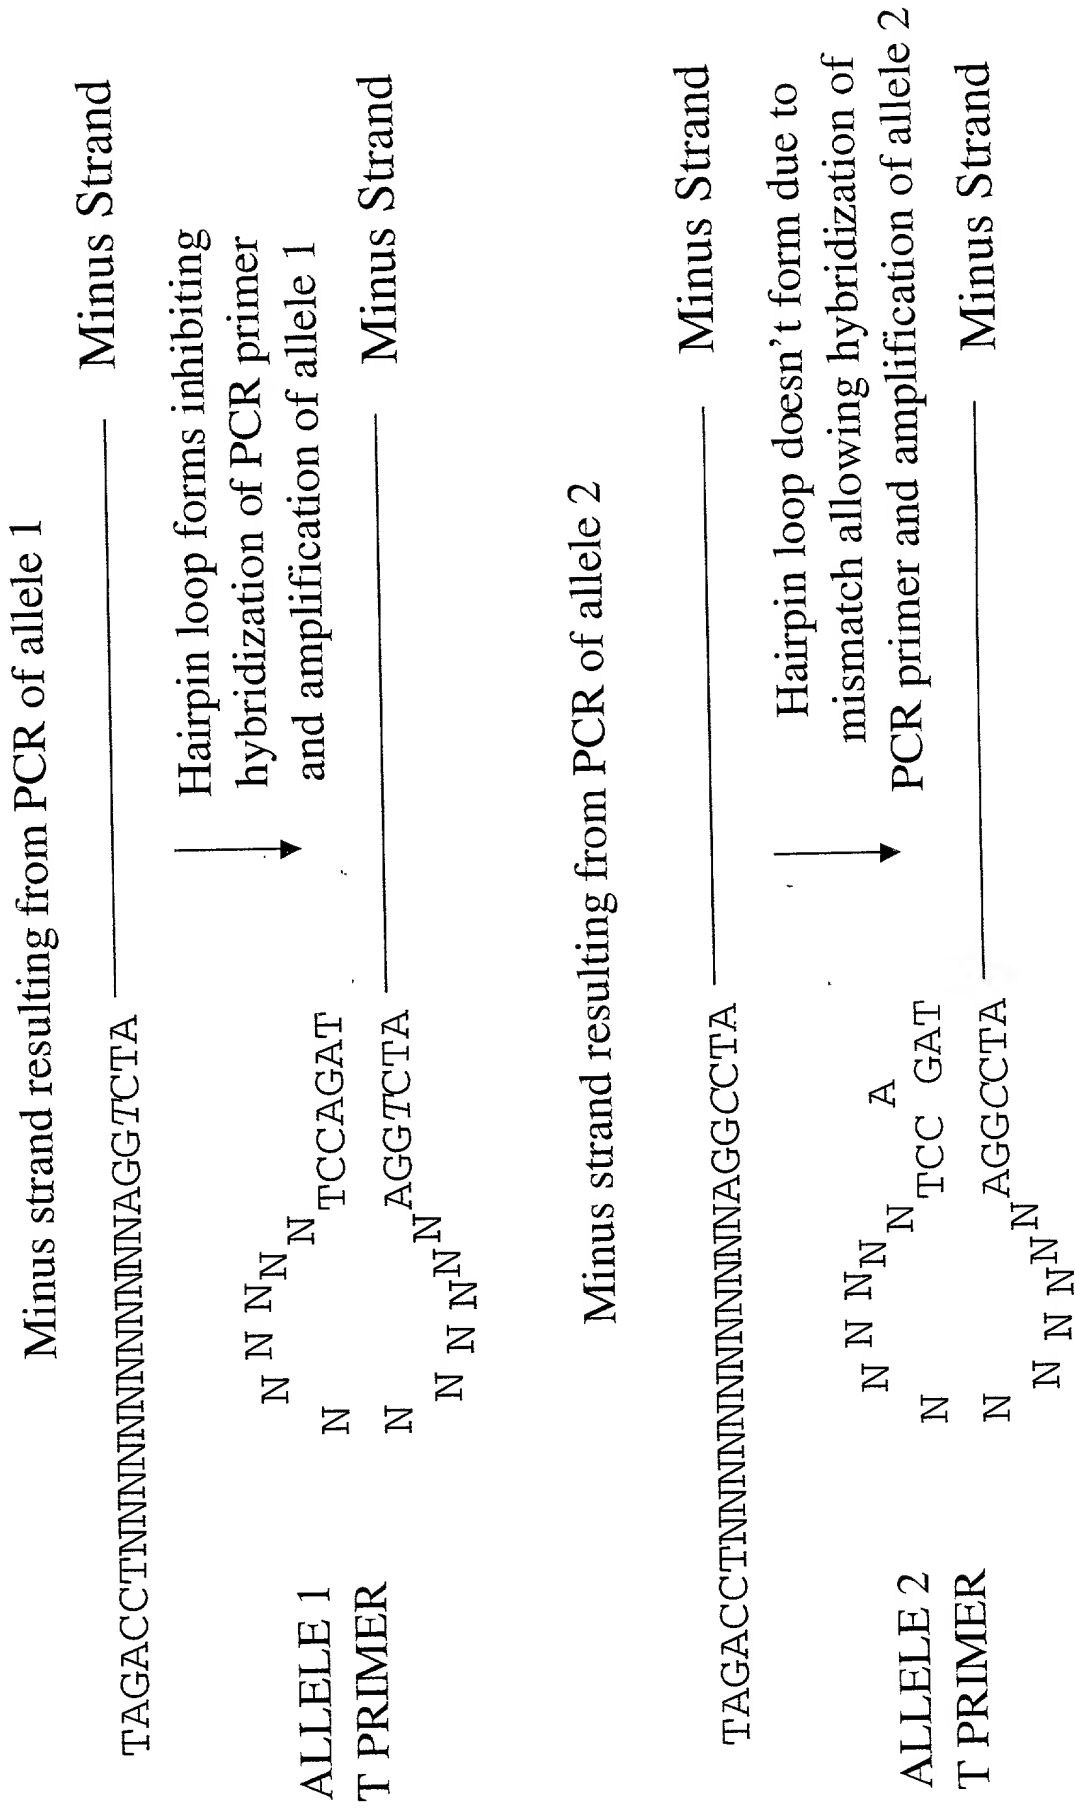 Minus strand resulting from PCR of allele 1
TAGACCTNNNNNNNNNNNNNNAGGTCTA
Minus Strand
Hairpin loop forms inhibiting
hybridization of PCR primer
and amplification of allele 1
N N N N N
N
TCCAGAT
ALLELE 1
T PRIMER
N
AGGTCTA
Minus Strand
N N N N N
Minus strand resulting from PCR of allele 2
TAGACCTNNNNNNNNNNNNNNAGGCCTA
Minus Strand
Hairpin loop doesn't form due to
mismatch allowing hybridization of
PCR primer and amplification of allele 2
N N N N N
A
N
TCC GAT
ALLELE 2
T PRIMER
N
AGGCCTA
Minus Strand
N N N N N